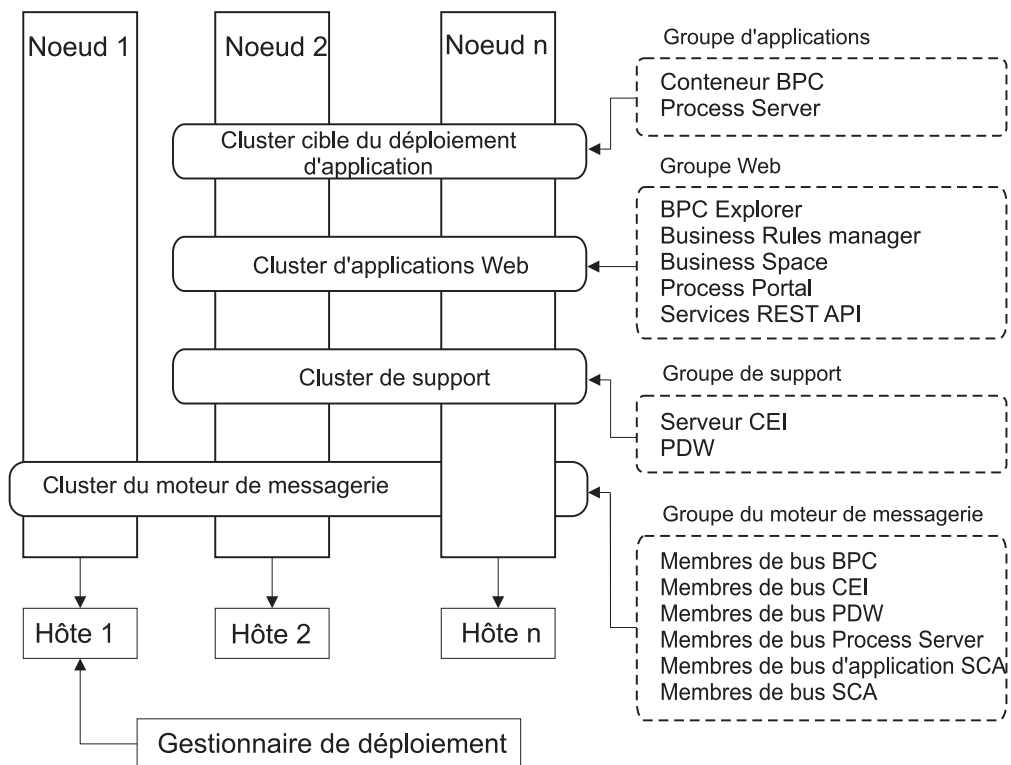 Noeud 1
Noeud 2
Noeud n
Groupe d'applications
Conteneur BPC
Process Server
Cluster cible du déploiement
d'application
Groupe Web
BPC Explorer
Business Rules manager
Business Space
Process Portal
Services REST API
Cluster d'applications Web
Cluster de support
Groupe de support
Serveur CEI
PDW
Cluster du moteur de messagerie
Groupe du moteur de messagerie
Membres de bus BPC
Membres de bus CEI
Membres de bus PDW
Membres de bus Process Server
Membres de bus d'application SCA
Membres de bus SCA
Hôte 1
Hôte 2
Hôte n
Gestionnaire de déploiement